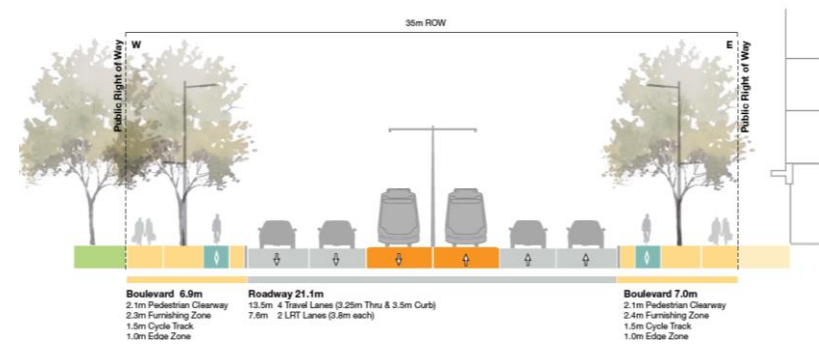 35m ROW
W
E
Public Right of Way
Public Right of Way
Boulevard 6.9m
2.1m Pedestrian Clearway
2.3m Furnishing Zone
1.5m Cycle Track
1.0m Edge Zone
Roadway 21.1m
13.5m 4 Travel Lanes (3.25m Thru & 3.5m Curb)
7.6m 2 LRT Lanes (3.8m each)
Boulevard 7.0m
2.1m Pedestrian Clearway
2.4m Furnishing Zone
1.5m Cycle Track
1.0m Edge Zone